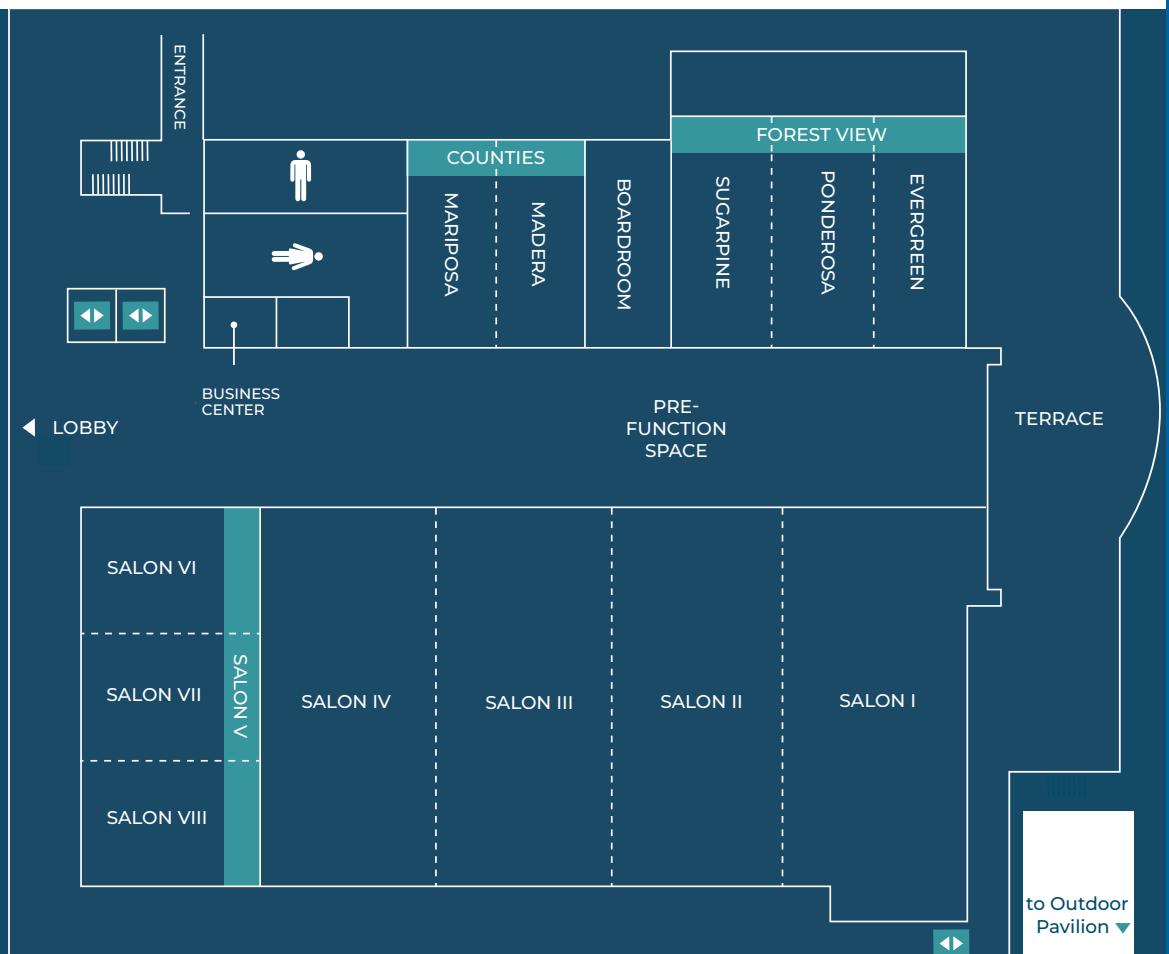 ENTRANCE
COUNTIES
FOREST VIEW
MARIPOSA
MADERA
BOARDROOM
SUGARPINE
PONDEROSA
EVERGREEN
BUSINESS
CENTER
LOBBY
PRE-
FUNCTION
SPACE
TERRACE
SALON VI
SALON VII
SALON VIII
SALON V
SALON IV
SALON III
SALON II
SALON I
to Outdoor
Pavilion